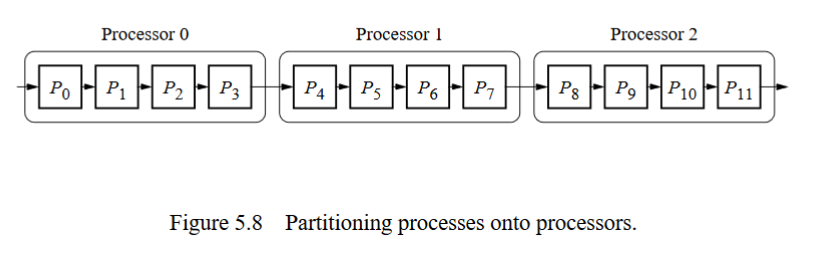 Processor 0 Processor 1 Processor 2
P0 P1 P2 P3 P4 P5 P6 P7 P8 P9 P10 P11
Figure 5.8 Partitioning processes onto processors.